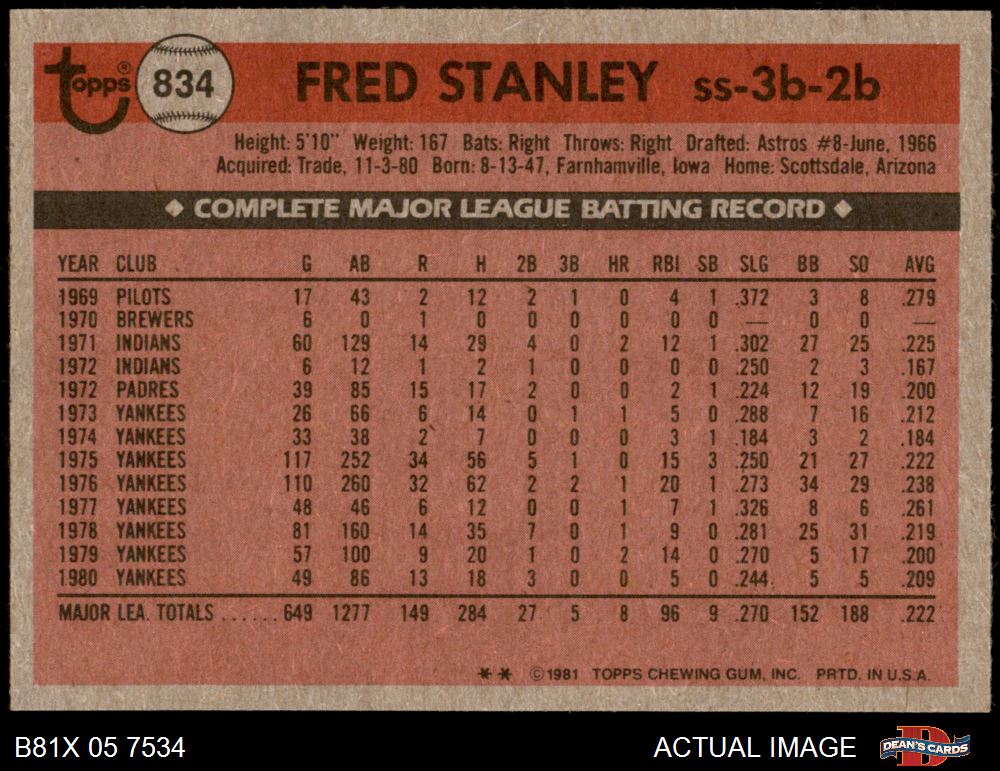 topps®
834
FRED STANLEY ss-3b-2b
Height: 5'10" Weight: 167 Bats: Right Throws: Right Drafted: Astros #8-June, 1966
Acquired: Trade, 11-3-80 Born: 8-13-47, Farnhamville, Iowa Home: Scottsdale, Arizona
◆ COMPLETE MAJOR LEAGUE BATTING RECORD ◆
YEAR CLUB G AB R H 2B 3B HR RBI SB SLG BB SO AVG
1969 PILOTS 17 43 2 12 2 1 0 4 1 .372 3 8 .279
1970 BREWERS 6 0 1 0 0 0 0 0 0 — 0 0 —
1971 INDIANS 60 129 14 29 4 0 2 12 1 .302 27 25 .225
1972 INDIANS 6 12 1 2 1 0 0 0 0 .250 2 3 .167
1972 PADRES 39 85 15 17 2 0 0 2 1 .224 12 19 .200
1973 YANKEES 26 66 6 14 0 1 1 5 0 .288 7 16 .212
1974 YANKEES 33 38 2 7 0 0 0 3 1 .184 3 2 .184
1975 YANKEES 117 252 34 56 5 1 0 15 3 .250 21 27 .222
1976 YANKEES 110 260 32 62 2 2 1 20 1 .273 34 29 .238
1977 YANKEES 48 46 6 12 0 0 1 7 1 .326 8 6 .261
1978 YANKEES 81 160 14 35 7 0 1 9 0 .281 25 31 .219
1979 YANKEES 57 100 9 20 1 0 2 14 0 .270 5 17 .200
1980 YANKEES 49 86 13 18 3 0 0 5 0 .244 5 5 .209
MAJOR LEA. TOTALS ...... 649 1277 149 284 27 5 8 96 9 .270 152 188 .222
** ©1981 TOPPS CHEWING GUM, INC. PRTD. IN U.S.A.
B81X 05 7534 ACTUAL IMAGE DEAN'S CARDS